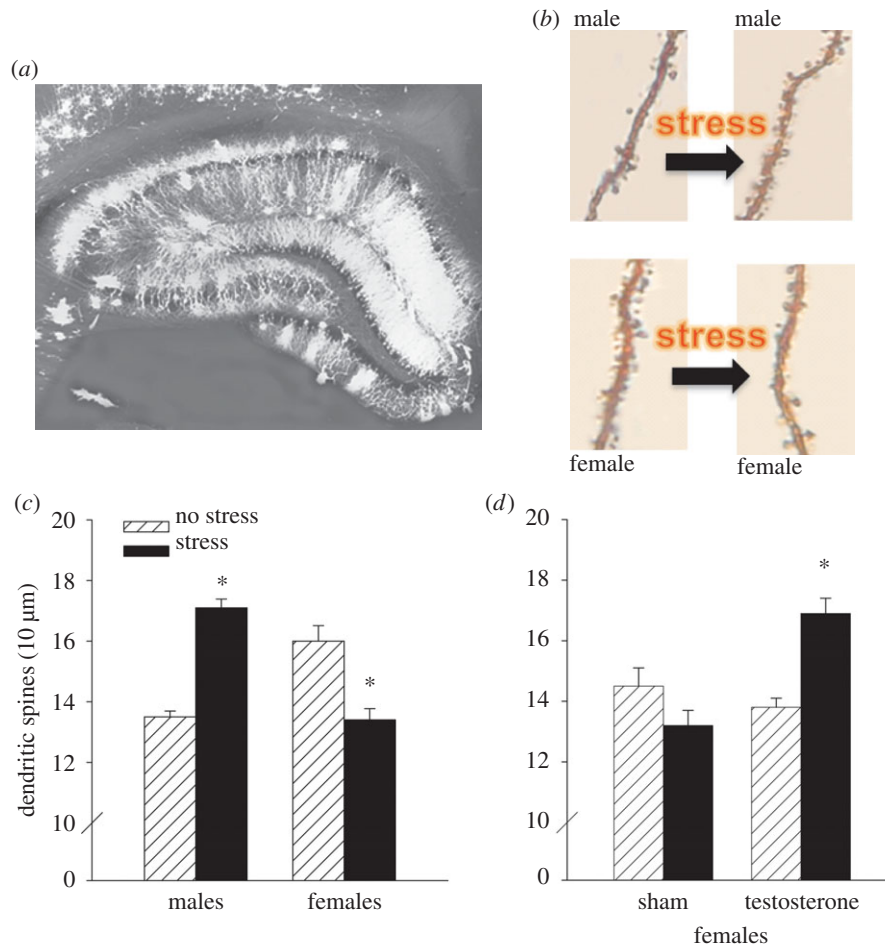 (a)
(b)
male
male
stress
stress
female
female
(c)
no stress
stress
dendritic spines (10 µm)
20
18
16
14
12
10
0
*
*
males
females
(d)
20
18
16
14
12
10
0
*
sham
testosterone
females